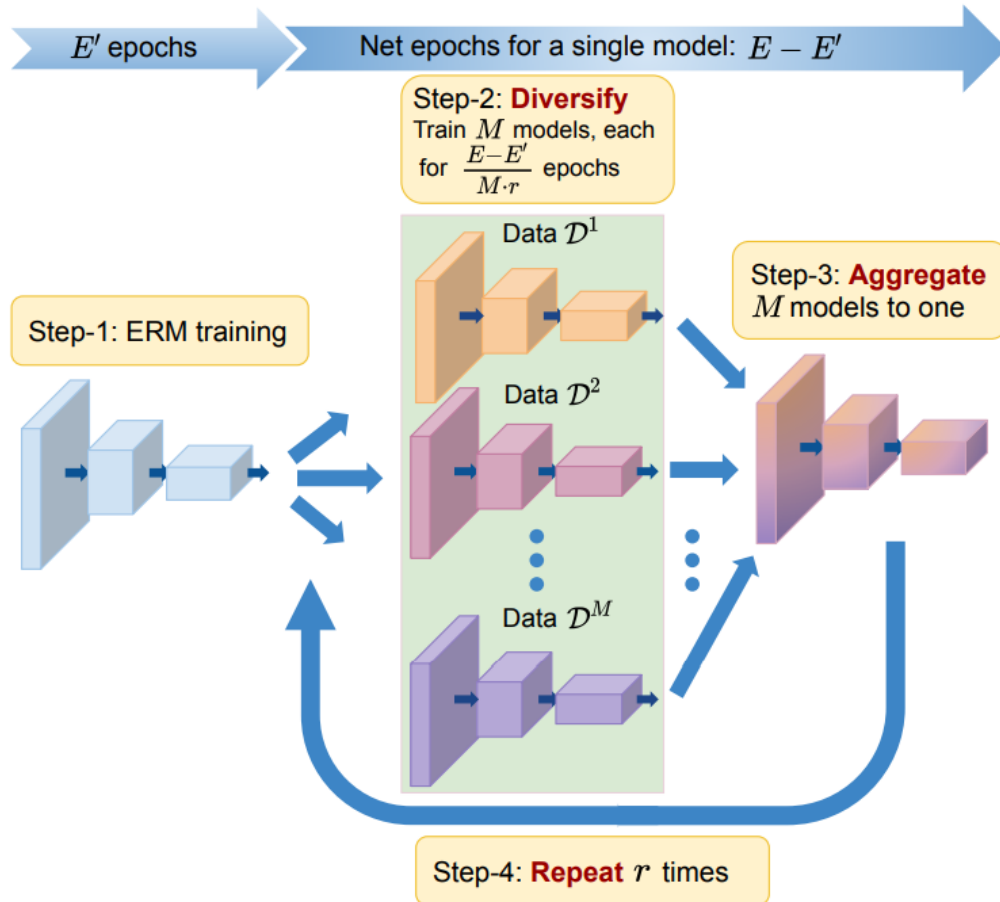 E′ epochs
Net epochs for a single model: E − E′
Step-2: Diversify
Train M models, each
for (E−E′)/(M·r) epochs
Data 𝒟¹
Step-3: Aggregate
M models to one
Step-1: ERM training
Data 𝒟²
Data 𝒟ᴹ
Step-4: Repeat r times